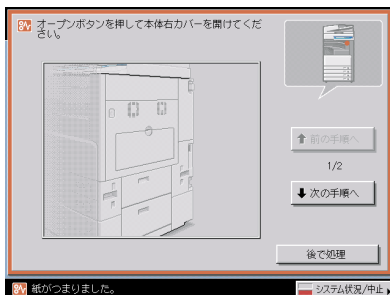 オープンボタンを押して本体右カバーを開けてくだ
さい。
前の手順へ
1/2
次の手順へ
後で処理
紙がつまりました。
システム状況/中止